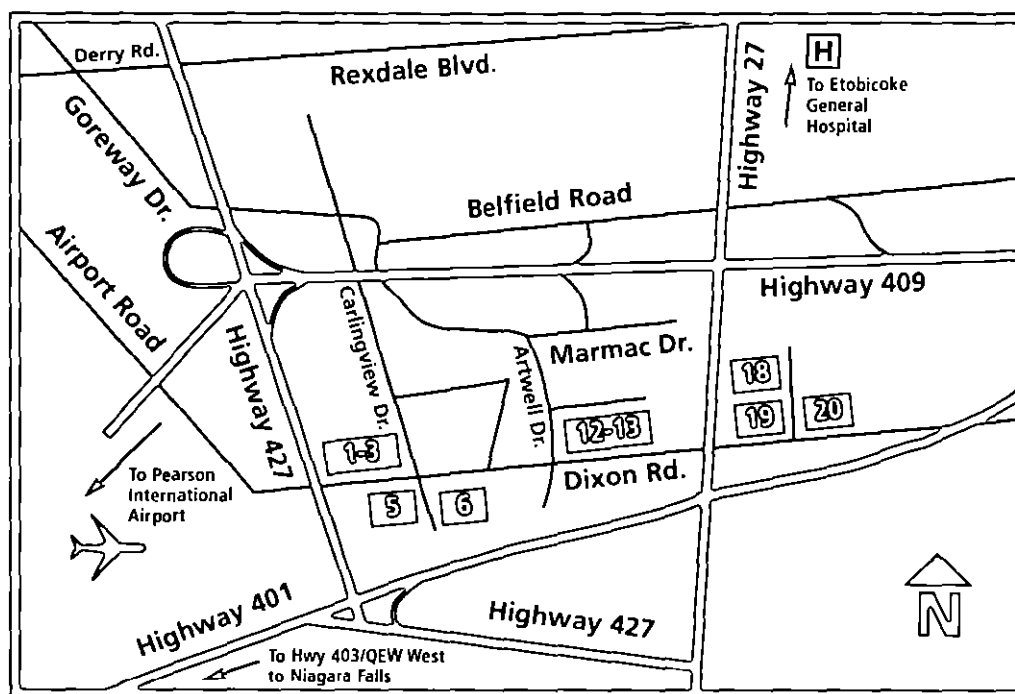 Derry Rd.
Rexdale Blvd.
Highway 27
H
To Etobicoke
General
Hospital
Goreway Dr.
Belfield Road
Airport Road
Highway 409
Carlingview Dr.
Highway 427
Marmac Dr.
Artwell Dr.
18
19
20
12-13
1-3
Dixon Rd.
5
6
To Pearson
International
Airport
Highway 401
Highway 427
N
To Hwy 403/QEW West
to Niagara Falls